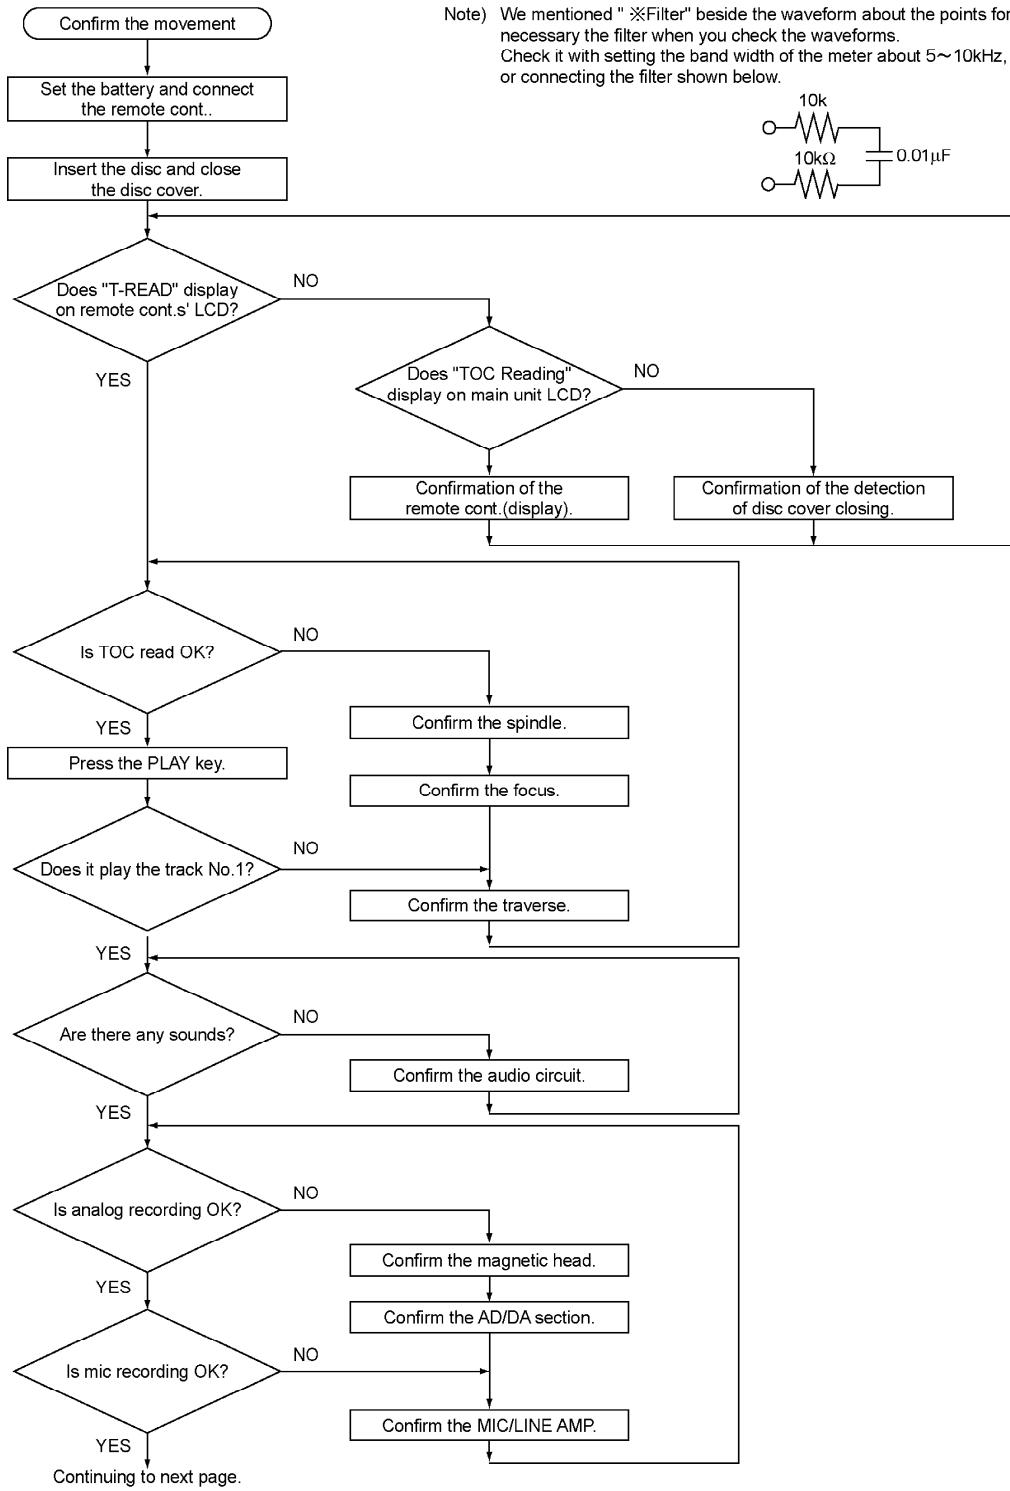 Confirm the movement
Note) We mentioned " ※Filter" beside the waveform about the points for
necessary the filter when you check the waveforms.
Check it with setting the band width of the meter about 5～10kHz,
or connecting the filter shown below.
Set the battery and connect
the remote cont..
10k
10kΩ
0.01µF
Insert the disc and close
the disc cover.
Does "T-READ" display
on remote cont.s' LCD?
NO
YES
Does "TOC Reading"
display on main unit LCD?
NO
Confirmation of the
remote cont.(display).
Confirmation of the detection
of disc cover closing.
Is TOC read OK?
NO
YES
Confirm the spindle.
Press the PLAY key.
Confirm the focus.
Does it play the track No.1?
NO
Confirm the traverse.
YES
Are there any sounds?
NO
Confirm the audio circuit.
YES
Is analog recording OK?
NO
Confirm the magnetic head.
YES
Confirm the AD/DA section.
Is mic recording OK?
NO
Confirm the MIC/LINE AMP.
YES
Continuing to next page.